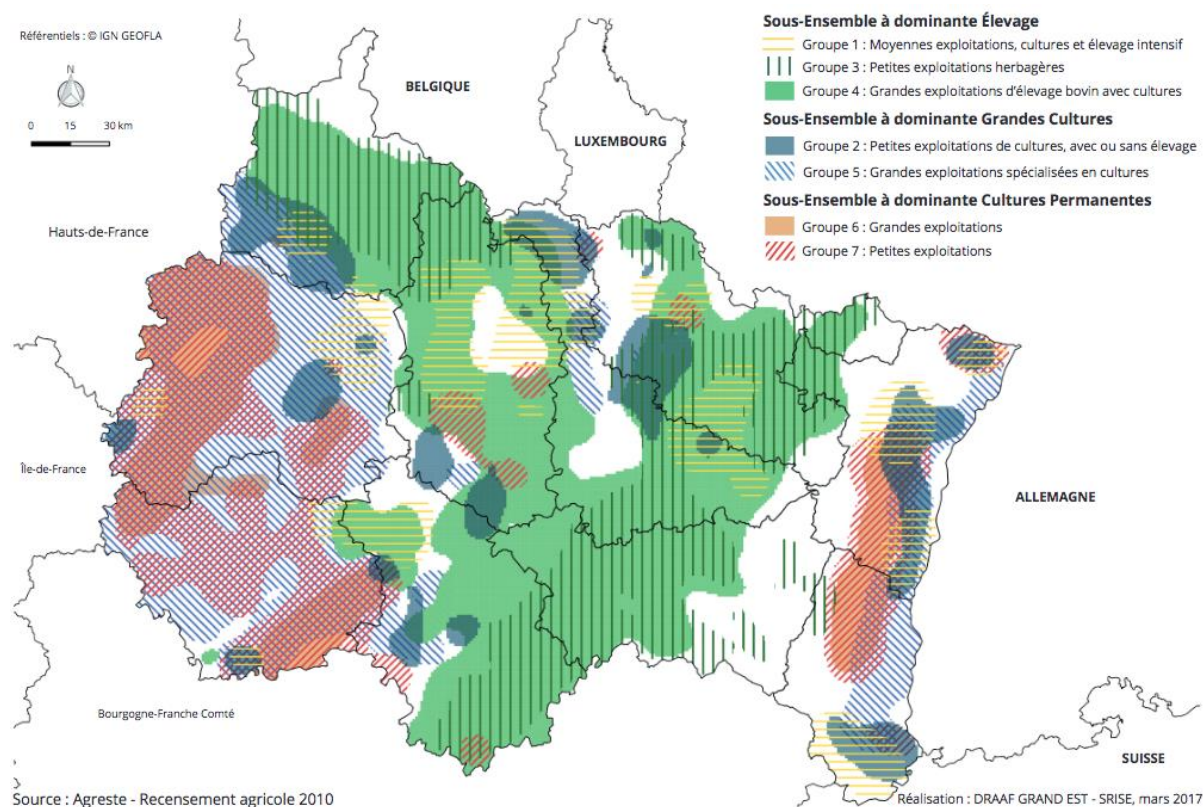 Référentiels : © IGN GEOFLA
N
0 15 30 km
BELGIQUE
LUXEMBOURG
Hauts-de-France
Île-de-France
ALLEMAGNE
Bourgogne-Franche Comté
SUISSE
Sous-Ensemble à dominante Élevage
Groupe 1 : Moyennes exploitations, cultures et élevage intensif
Groupe 3 : Petites exploitations herbagères
Groupe 4 : Grandes exploitations d'élevage bovin avec cultures
Sous-Ensemble à dominante Grandes Cultures
Groupe 2 : Petites exploitations de cultures, avec ou sans élevage
Groupe 5 : Grandes exploitations spécialisées en cultures
Sous-Ensemble à dominante Cultures Permanentes
Groupe 6 : Grandes exploitations
Groupe 7 : Petites exploitations
Source : Agreste - Recensement agricole 2010
Réalisation : DRAAF GRAND EST - SRISE, mars 2017